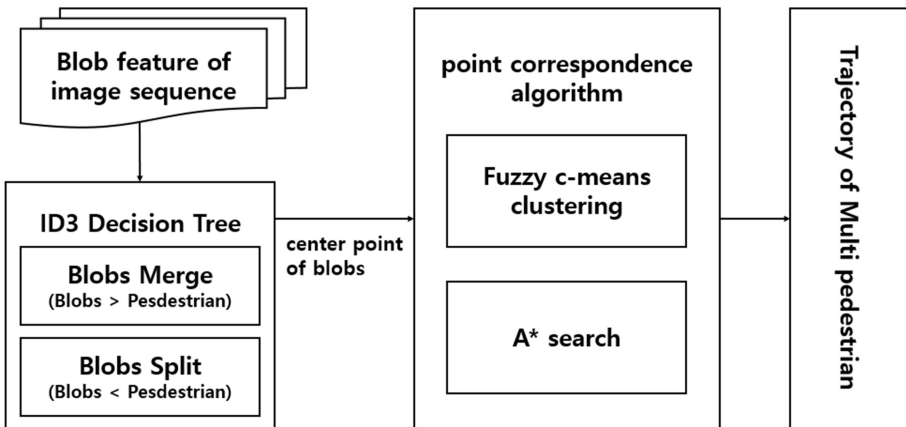 Blob feature of
image sequence
ID3 Decision Tree
Blobs Merge
(Blobs > Pesdestrian)
Blobs Split
(Blobs < Pesdestrian)
center point
of blobs
point correspondence
algorithm
Fuzzy c-means
clustering
A* search
Trajectory of Multi pedestrian